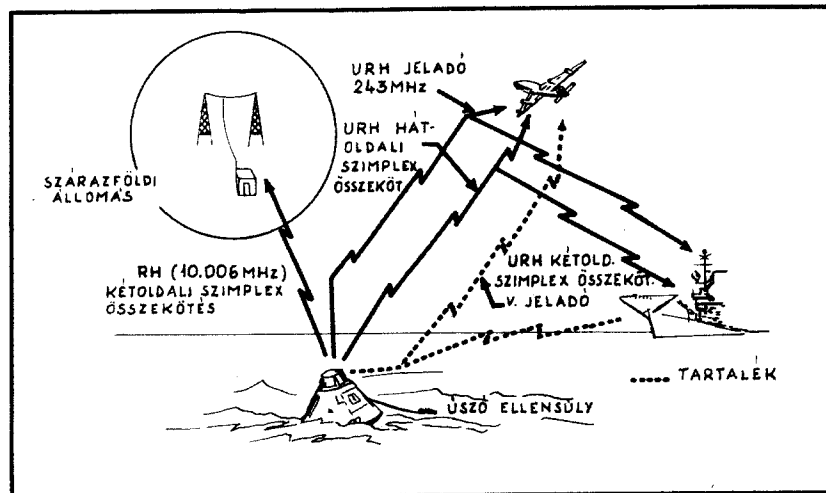 URH JELADÓ
243MHz
URH HÁT-
OLDALI
SZIMPLEX
ÖSSZEKÖT.
SZÁRAZFÖLDI
ÁLLOMÁS
RH (10.006MHz)
KÉTOLDALI SZIMPLEX
ÖSSZEKÖTÉS
URH KÉTOLD.
SZIMPLEX ÖSSZEKÖT.
V. JELADÓ
TARTALÉK
ÚSZÓ ELLENSÚLY